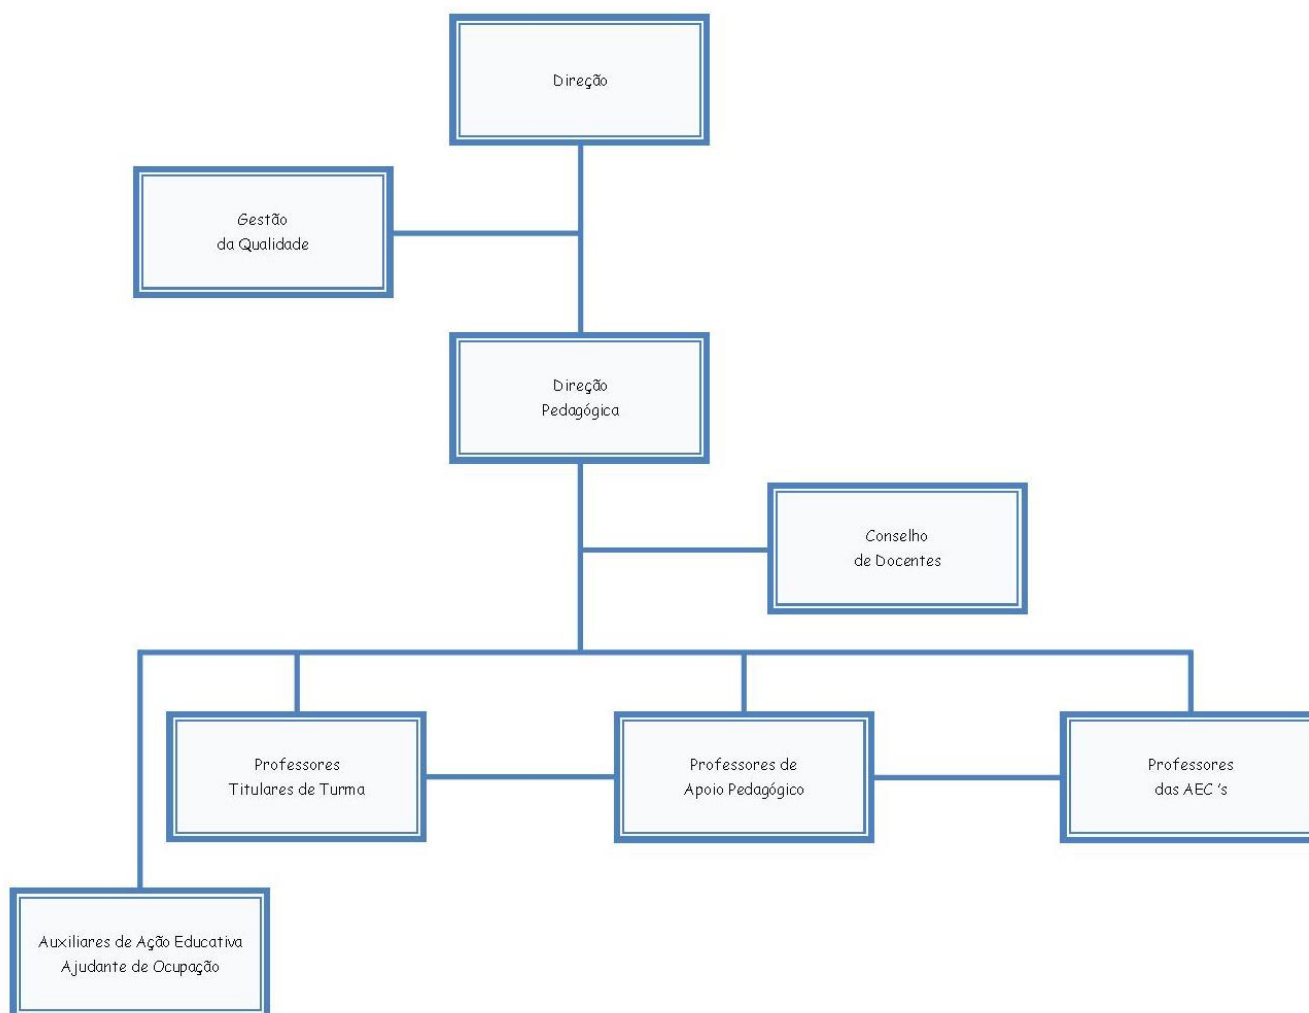 Direção
Gestão
da Qualidade
Direção
Pedagógica
Conselho
de Docentes
Professores
Titulares de Turma
Professores de
Apoio Pedagógico
Professores
das AEC 's
Auxiliares de Ação Educativa
Ajudante de Ocupação